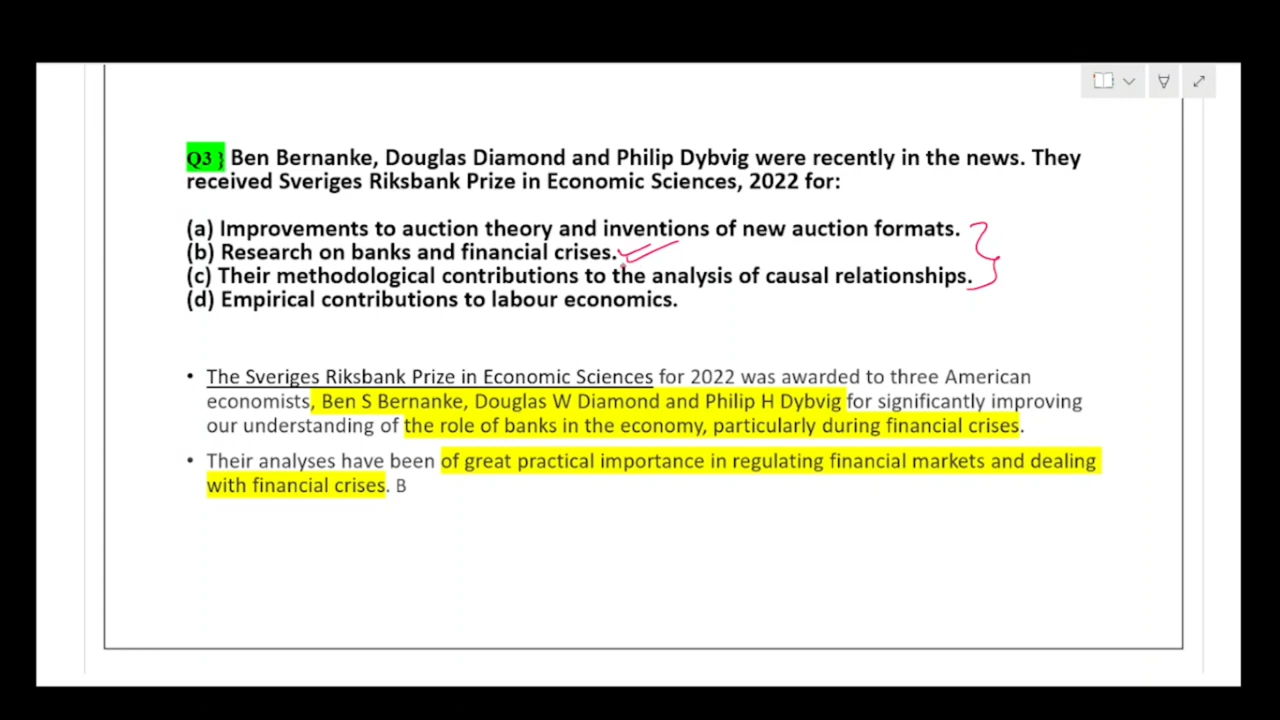 Q3 } Ben Bernanke, Douglas Diamond and Philip Dybvig were recently in the news. They
received Sveriges Riksbank Prize in Economic Sciences, 2022 for:
(a) Improvements to auction theory and inventions of new auction formats.
(b) Research on banks and financial crises.
(c) Their methodological contributions to the analysis of causal relationships.
(d) Empirical contributions to labour economics.
• The Sveriges Riksbank Prize in Economic Sciences for 2022 was awarded to three American
economists, Ben S Bernanke, Douglas W Diamond and Philip H Dybvig for significantly improving
our understanding of the role of banks in the economy, particularly during financial crises.
• Their analyses have been of great practical importance in regulating financial markets and dealing
with financial crises. B